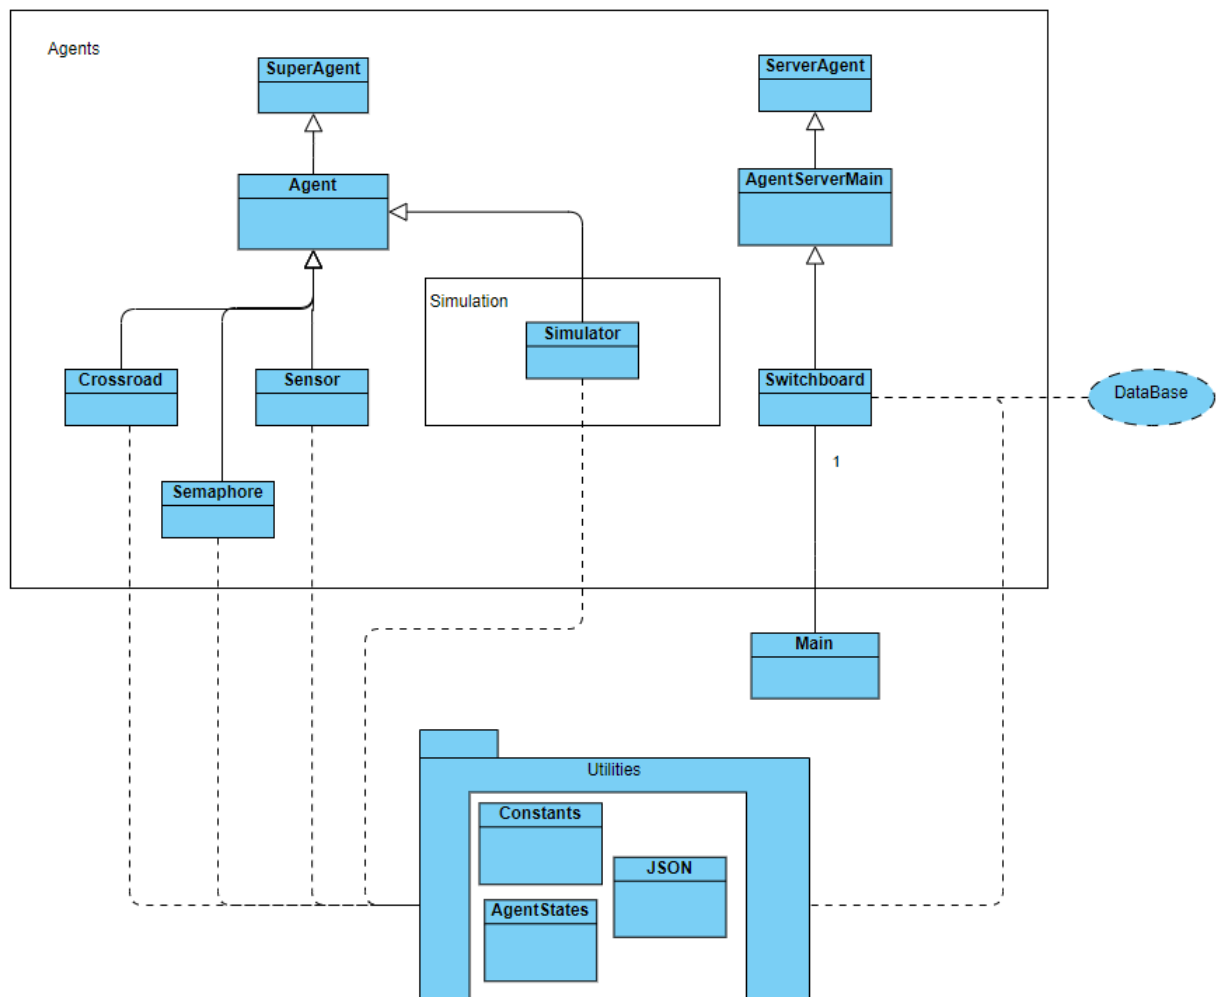 Agents
SuperAgent
ServerAgent
Agent
AgentServerMain
Simulation
Simulator
Crossroad
Sensor
Switchboard
DataBase
1
Semaphore
Main
Utilities
Constants
JSON
AgentStates